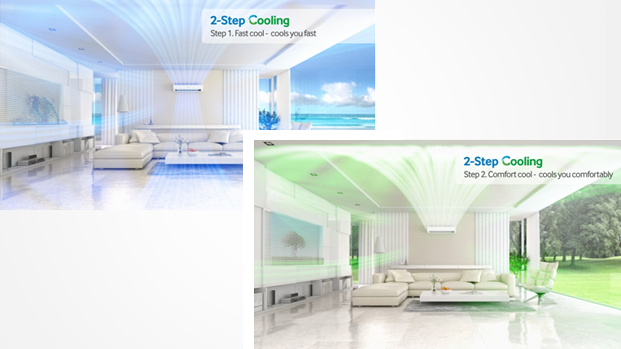 2-Step Cooling
Step 1. Fast cool - cools you fast
2-Step Cooling
Step 2. Comfort cool - cools you comfortably